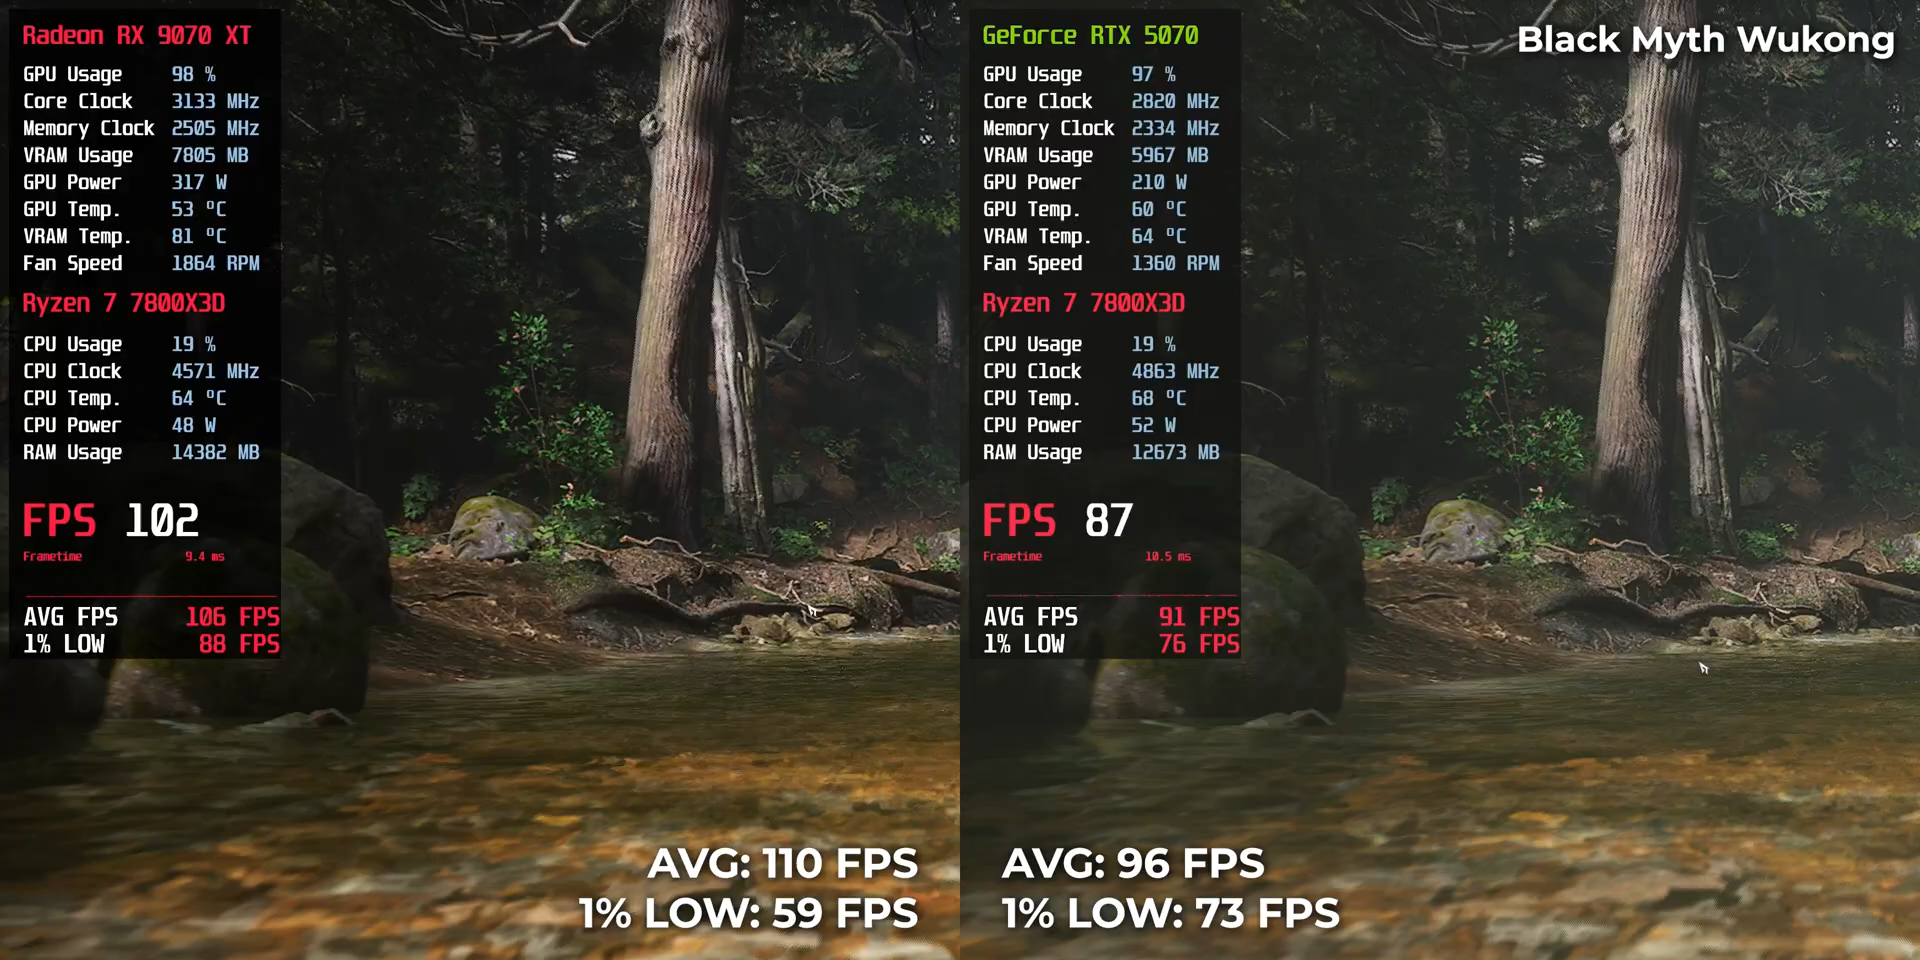 Radeon RX 9070 XT
GPU Usage 98 %
Core Clock 3133 MHz
Memory Clock 2505 MHz
VRAM Usage 7805 MB
GPU Power 317 W
GPU Temp. 53 ºC
VRAM Temp. 81 ºC
Fan Speed 1864 RPM
Ryzen 7 7800X3D
CPU Usage 19 %
CPU Clock 4571 MHz
CPU Temp. 64 ºC
CPU Power 48 W
RAM Usage 14382 MB
FPS 102
Frametime 9.4 ms
AVG FPS 106 FPS
1% LOW 88 FPS
AVG: 110 FPS
1% LOW: 59 FPS
GeForce RTX 5070
GPU Usage 97 %
Core Clock 2820 MHz
Memory Clock 2334 MHz
VRAM Usage 5967 MB
GPU Power 210 W
GPU Temp. 60 ºC
VRAM Temp. 64 ºC
Fan Speed 1360 RPM
Ryzen 7 7800X3D
CPU Usage 19 %
CPU Clock 4863 MHz
CPU Temp. 68 ºC
CPU Power 52 W
RAM Usage 12673 MB
FPS 87
Frametime 10.5 ms
AVG FPS 91 FPS
1% LOW 76 FPS
Black Myth Wukong
AVG: 96 FPS
1% LOW: 73 FPS